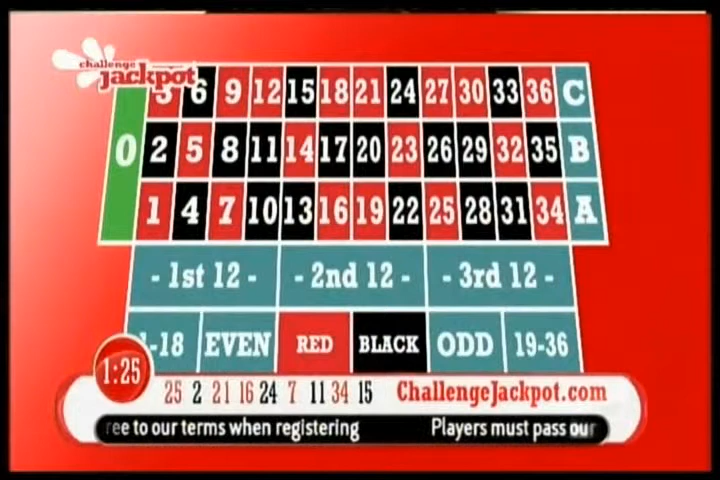 challenge
jackpot
3 6 9 12 15 18 21 24 27 30 33 36 C
0 2 5 8 11 14 17 20 23 26 29 32 35 B
1 4 7 10 13 16 19 22 25 28 31 34 A
- 1st 12 - - 2nd 12 - - 3rd 12 -
1-18 EVEN RED BLACK ODD 19-36
1:25
25 2 21 16 24 7 11 34 15 ChallengeJackpot.com
ree to our terms when registering Players must pass our